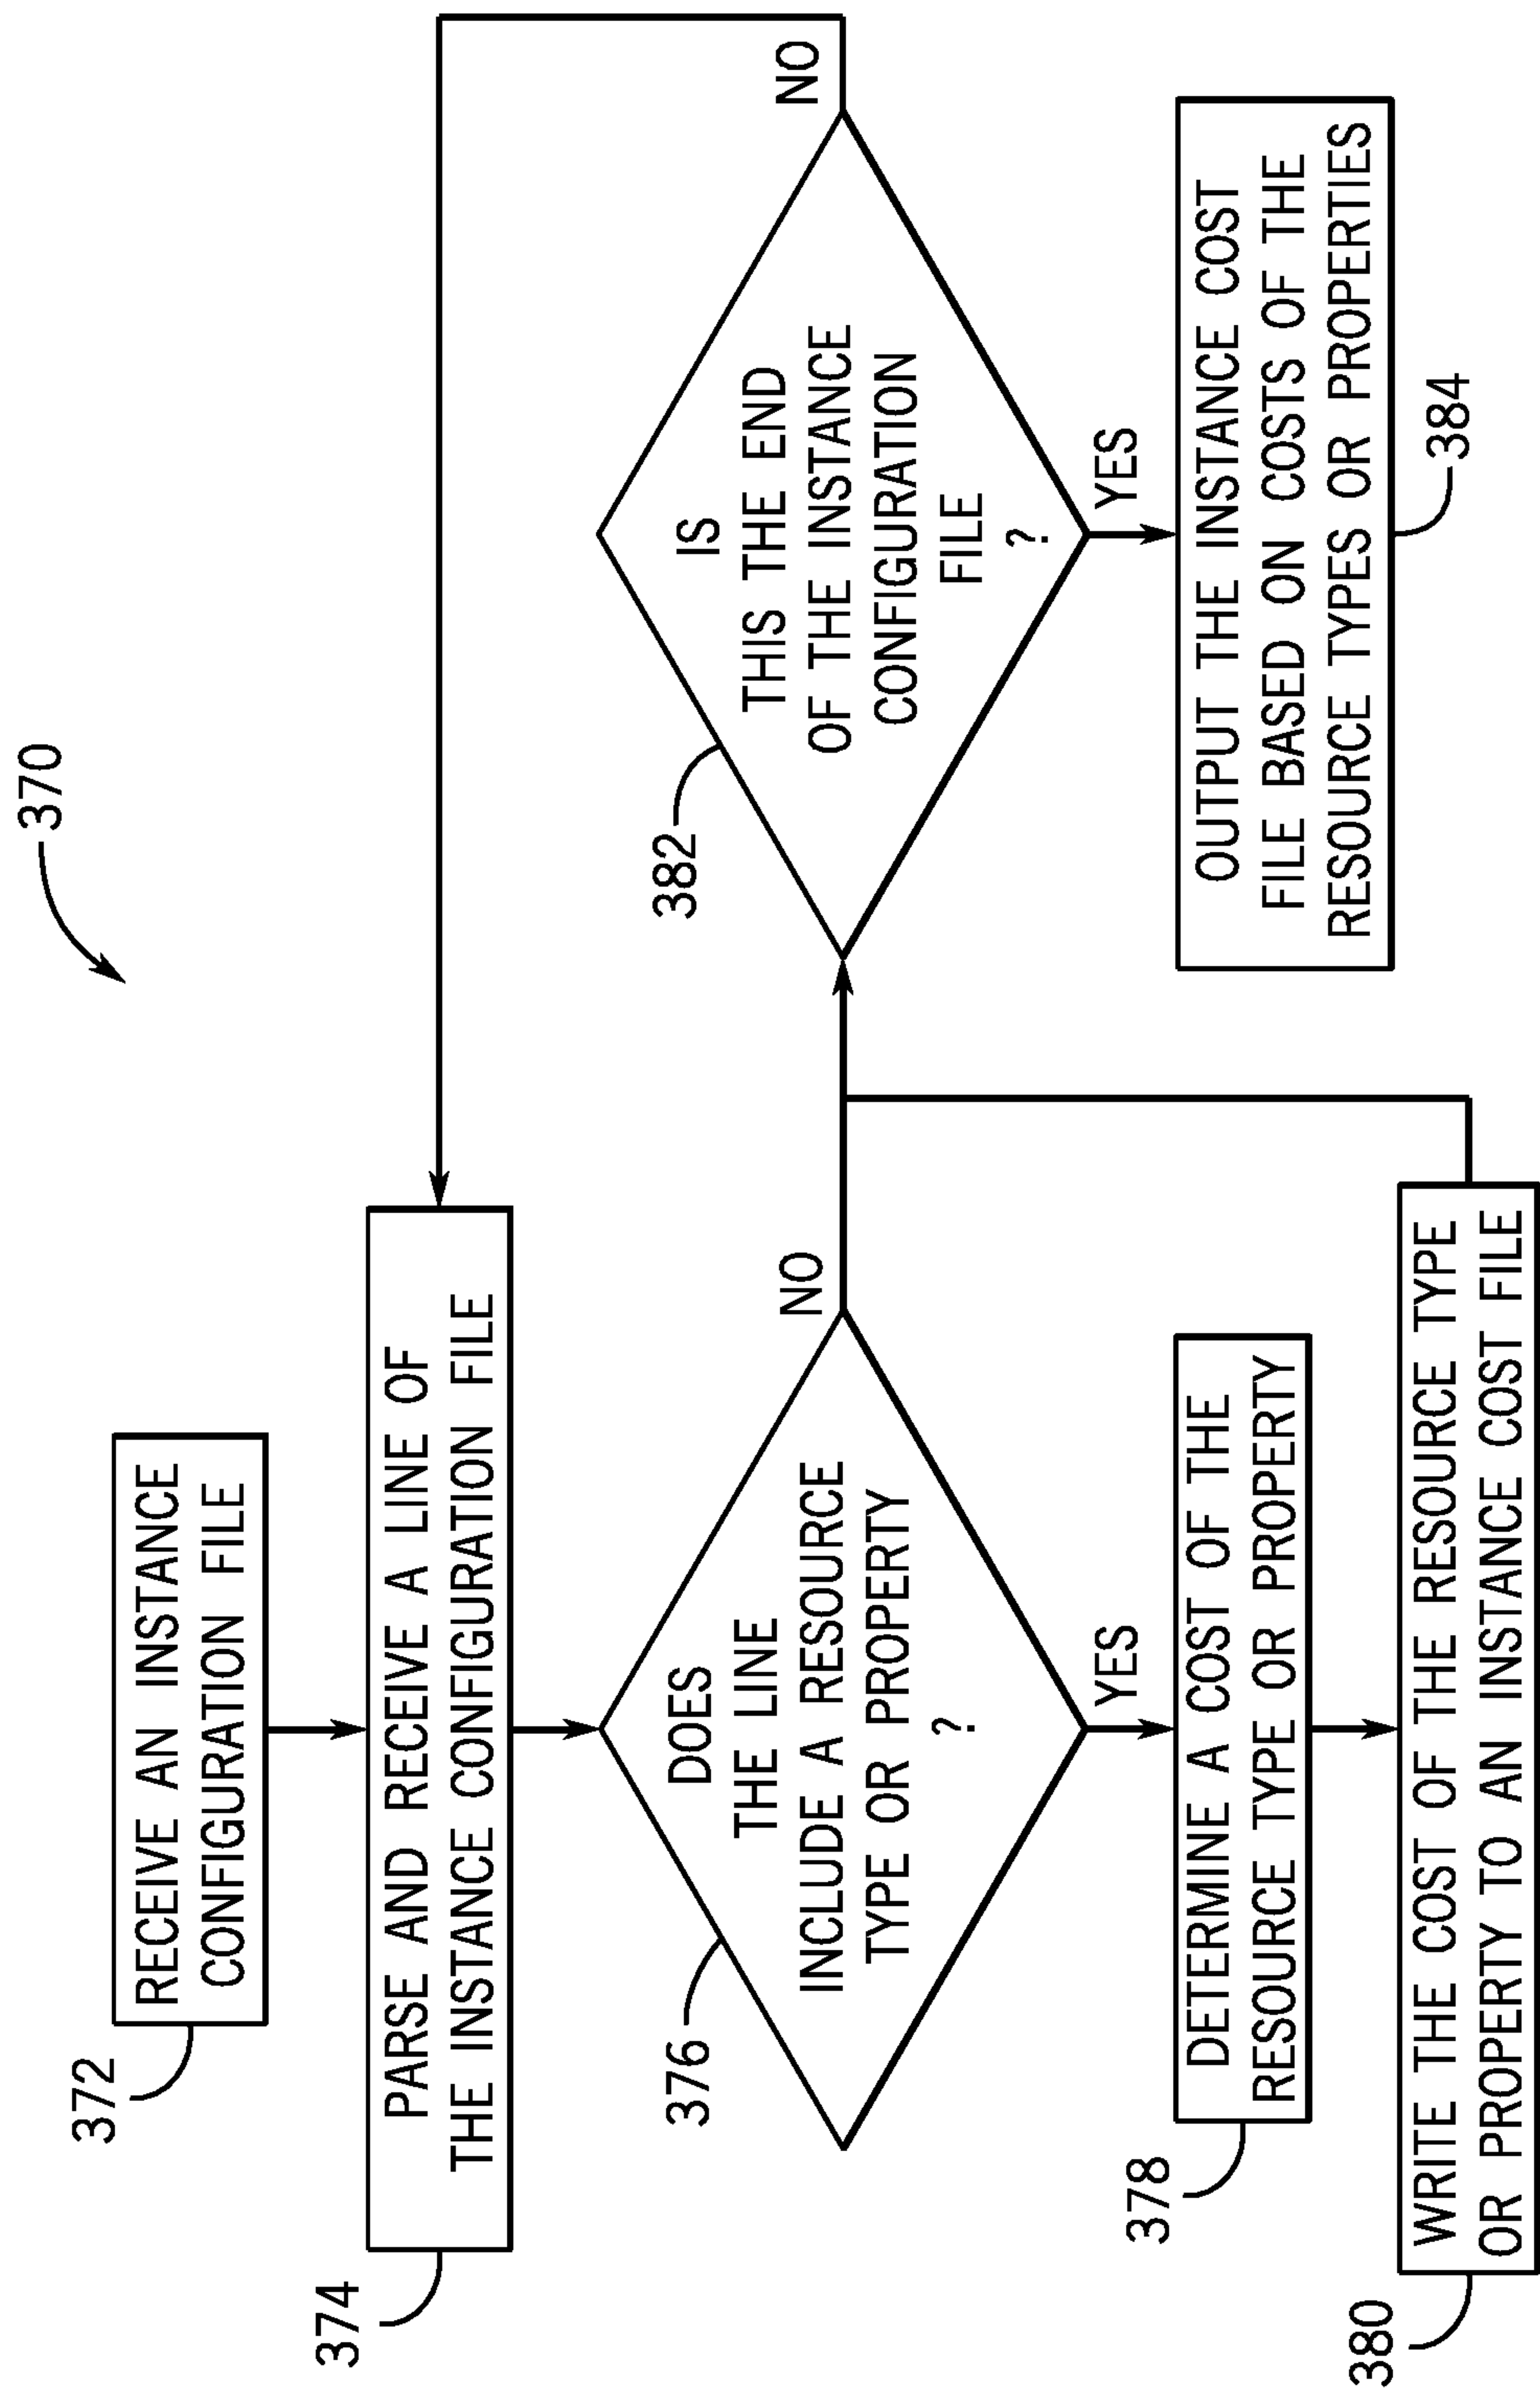 370
372
RECEIVE AN INSTANCE
CONFIGURATION FILE
374
PARSE AND RECEIVE A LINE OF
THE INSTANCE CONFIGURATION FILE
376
DOES
THE LINE
INCLUDE A RESOURCE
TYPE OR PROPERTY
?
NO
YES
378
DETERMINE A COST OF THE
RESOURCE TYPE OR PROPERTY
380
WRITE THE COST OF THE RESOURCE TYPE
OR PROPERTY TO AN INSTANCE COST FILE
382
IS
THIS THE END
OF THE INSTANCE
CONFIGURATION
FILE
?
NO
YES
OUTPUT THE INSTANCE COST
FILE BASED ON COSTS OF THE
RESOURCE TYPES OR PROPERTIES
384